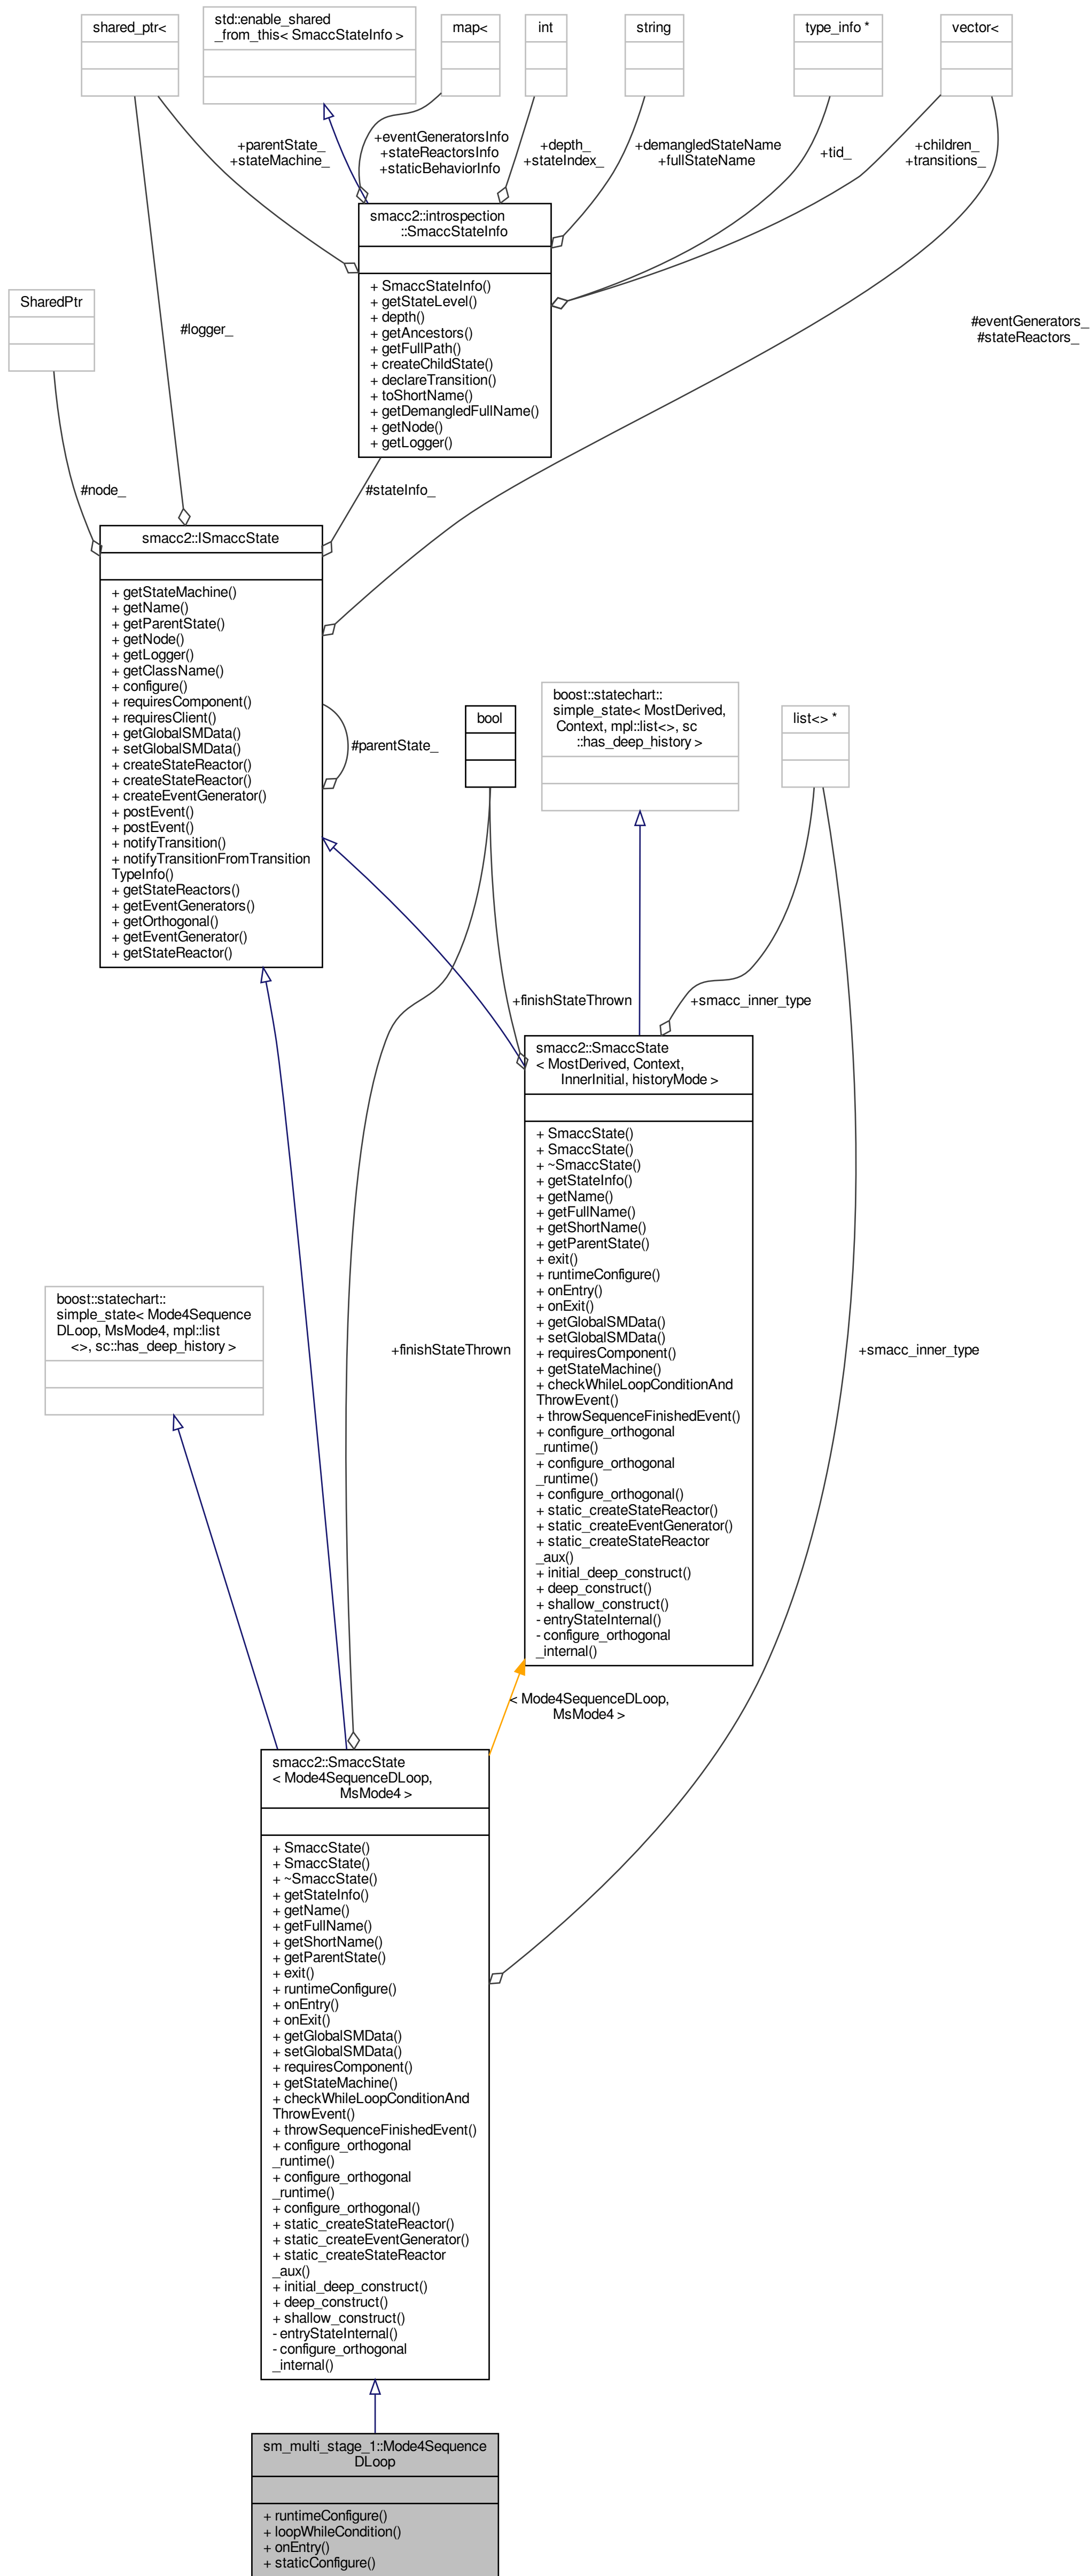 shared_ptr<
std::enable_shared
_from_this< SmaccStateInfo >
map<
int
string
type_info *
vector<
+parentState_
+stateMachine_
+eventGeneratorsInfo
+stateReactorsInfo
+staticBehaviorInfo
+depth_
+stateIndex_
+demangledStateName
+fullStateName
+tid_
+children_
+transitions_
smacc2::introspection
::SmaccStateInfo
+ SmaccStateInfo()
+ getStateLevel()
+ depth()
+ getAncestors()
+ getFullPath()
+ createChildState()
+ declareTransition()
+ toShortName()
+ getDemangledFullName()
+ getNode()
+ getLogger()
SharedPtr
#logger_
#eventGenerators_
#stateReactors_
#node_
#stateInfo_
smacc2::ISmaccState
+ getStateMachine()
+ getName()
+ getParentState()
+ getNode()
+ getLogger()
+ getClassName()
+ configure()
+ requiresComponent()
+ requiresClient()
+ getGlobalSMData()
+ setGlobalSMData()
+ createStateReactor()
+ createStateReactor()
+ createEventGenerator()
+ postEvent()
+ postEvent()
+ notifyTransition()
+ notifyTransitionFromTransition
TypeInfo()
+ getStateReactors()
+ getEventGenerators()
+ getOrthogonal()
+ getEventGenerator()
+ getStateReactor()
#parentState_
bool
boost::statechart::
simple_state< MostDerived,
Context, mpl::list<>, sc
::has_deep_history >
list<> *
+finishStateThrown
+smacc_inner_type
smacc2::SmaccState
< MostDerived, Context,
InnerInitial, historyMode >
+ SmaccState()
+ SmaccState()
+ ~SmaccState()
+ getStateInfo()
+ getName()
+ getFullName()
+ getShortName()
+ getParentState()
+ exit()
+ runtimeConfigure()
+ onEntry()
+ onExit()
+ getGlobalSMData()
+ setGlobalSMData()
+ requiresComponent()
+ getStateMachine()
+ checkWhileLoopConditionAnd
ThrowEvent()
+ throwSequenceFinishedEvent()
+ configure_orthogonal
_runtime()
+ configure_orthogonal
_runtime()
+ configure_orthogonal()
+ static_createStateReactor()
+ static_createEventGenerator()
+ static_createStateReactor
_aux()
+ initial_deep_construct()
+ deep_construct()
+ shallow_construct()
- entryStateInternal()
- configure_orthogonal
_internal()
boost::statechart::
simple_state< Mode4Sequence
DLoop, MsMode4, mpl::list
<>, sc::has_deep_history >
+finishStateThrown
+smacc_inner_type
< Mode4SequenceDLoop,
MsMode4 >
smacc2::SmaccState
< Mode4SequenceDLoop,
MsMode4 >
+ SmaccState()
+ SmaccState()
+ ~SmaccState()
+ getStateInfo()
+ getName()
+ getFullName()
+ getShortName()
+ getParentState()
+ exit()
+ runtimeConfigure()
+ onEntry()
+ onExit()
+ getGlobalSMData()
+ setGlobalSMData()
+ requiresComponent()
+ getStateMachine()
+ checkWhileLoopConditionAnd
ThrowEvent()
+ throwSequenceFinishedEvent()
+ configure_orthogonal
_runtime()
+ configure_orthogonal
_runtime()
+ configure_orthogonal()
+ static_createStateReactor()
+ static_createEventGenerator()
+ static_createStateReactor
_aux()
+ initial_deep_construct()
+ deep_construct()
+ shallow_construct()
- entryStateInternal()
- configure_orthogonal
_internal()
sm_multi_stage_1::Mode4Sequence
DLoop
+ runtimeConfigure()
+ loopWhileCondition()
+ onEntry()
+ staticConfigure()